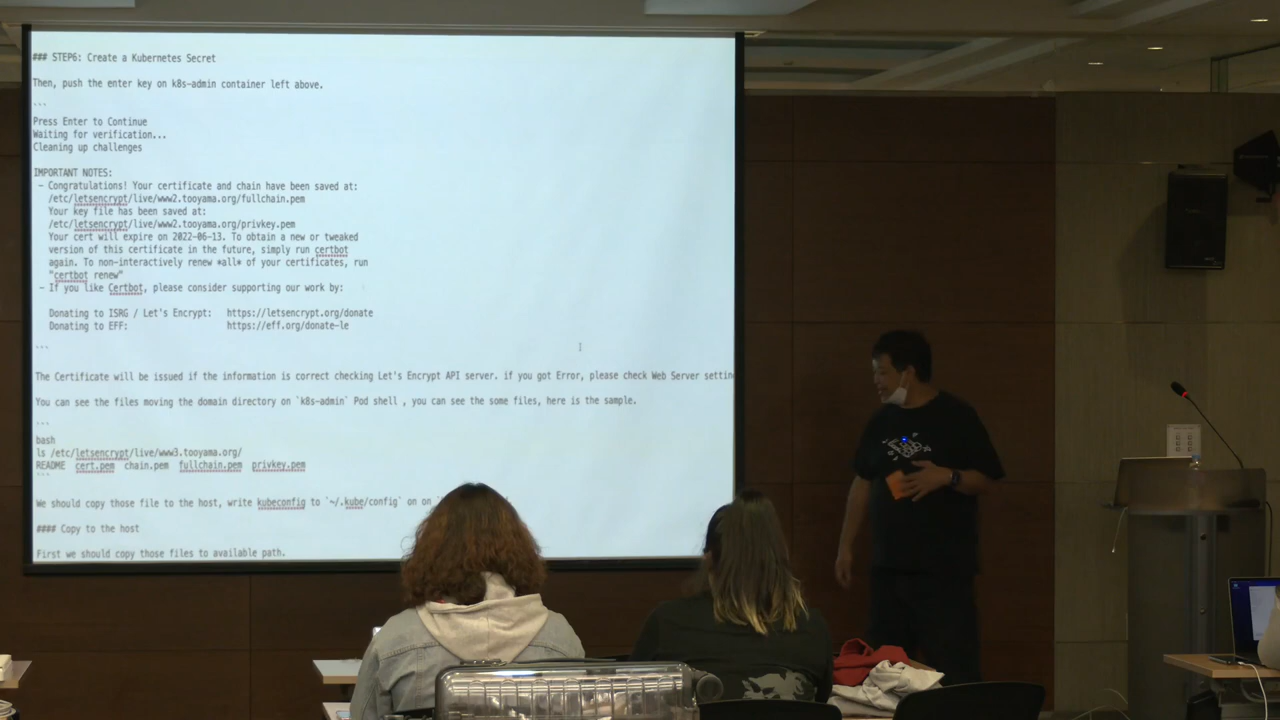 ### STEP6: Create a Kubernetes Secret
Then, push the enter key on k8s-admin container left above.
```
Press Enter to Continue
Waiting for verification...
Cleaning up challenges
IMPORTANT NOTES:
- Congratulations! Your certificate and chain have been saved at:
/etc/letsencrypt/live/www2.tooyama.org/fullchain.pem
Your key file has been saved at:
/etc/letsencrypt/live/www2.tooyama.org/privkey.pem
Your cert will expire on 2022-06-13. To obtain a new or tweaked
version of this certificate in the future, simply run certbot
again. To non-interactively renew *all* of your certificates, run
"certbot renew"
- If you like Certbot, please consider supporting our work by:
Donating to ISRG / Let's Encrypt: https://letsencrypt.org/donate
Donating to EFF: https://eff.org/donate-le
```
The Certificate will be issued if the information is correct checking Let's Encrypt API server. if you got Error, please check Web Server settin
You can see the files moving the domain directory on `k8s-admin` Pod shell , you can see the some files, here is the sample.
```
bash
ls /etc/letsencrypt/live/www3.tooyama.org/
README cert.pem chain.pem fullchain.pem privkey.pem
```
We should copy those file to the host, write kubeconfig to `~/.kube/config` on on `
#### Copy to the host
First we should copy those files to available path.